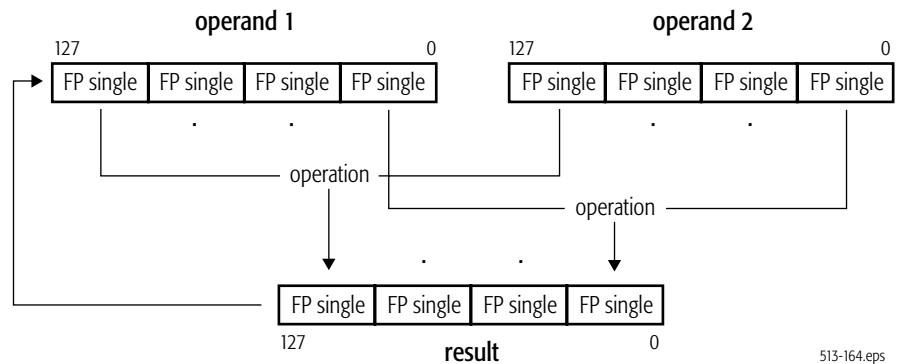 operand 1 operand 2
127 0 127 0
FP single FP single FP single FP single FP single FP single FP single FP single
. . . .
operation
operation
. .
FP single FP single FP single FP single
127 0
result
513-164.eps